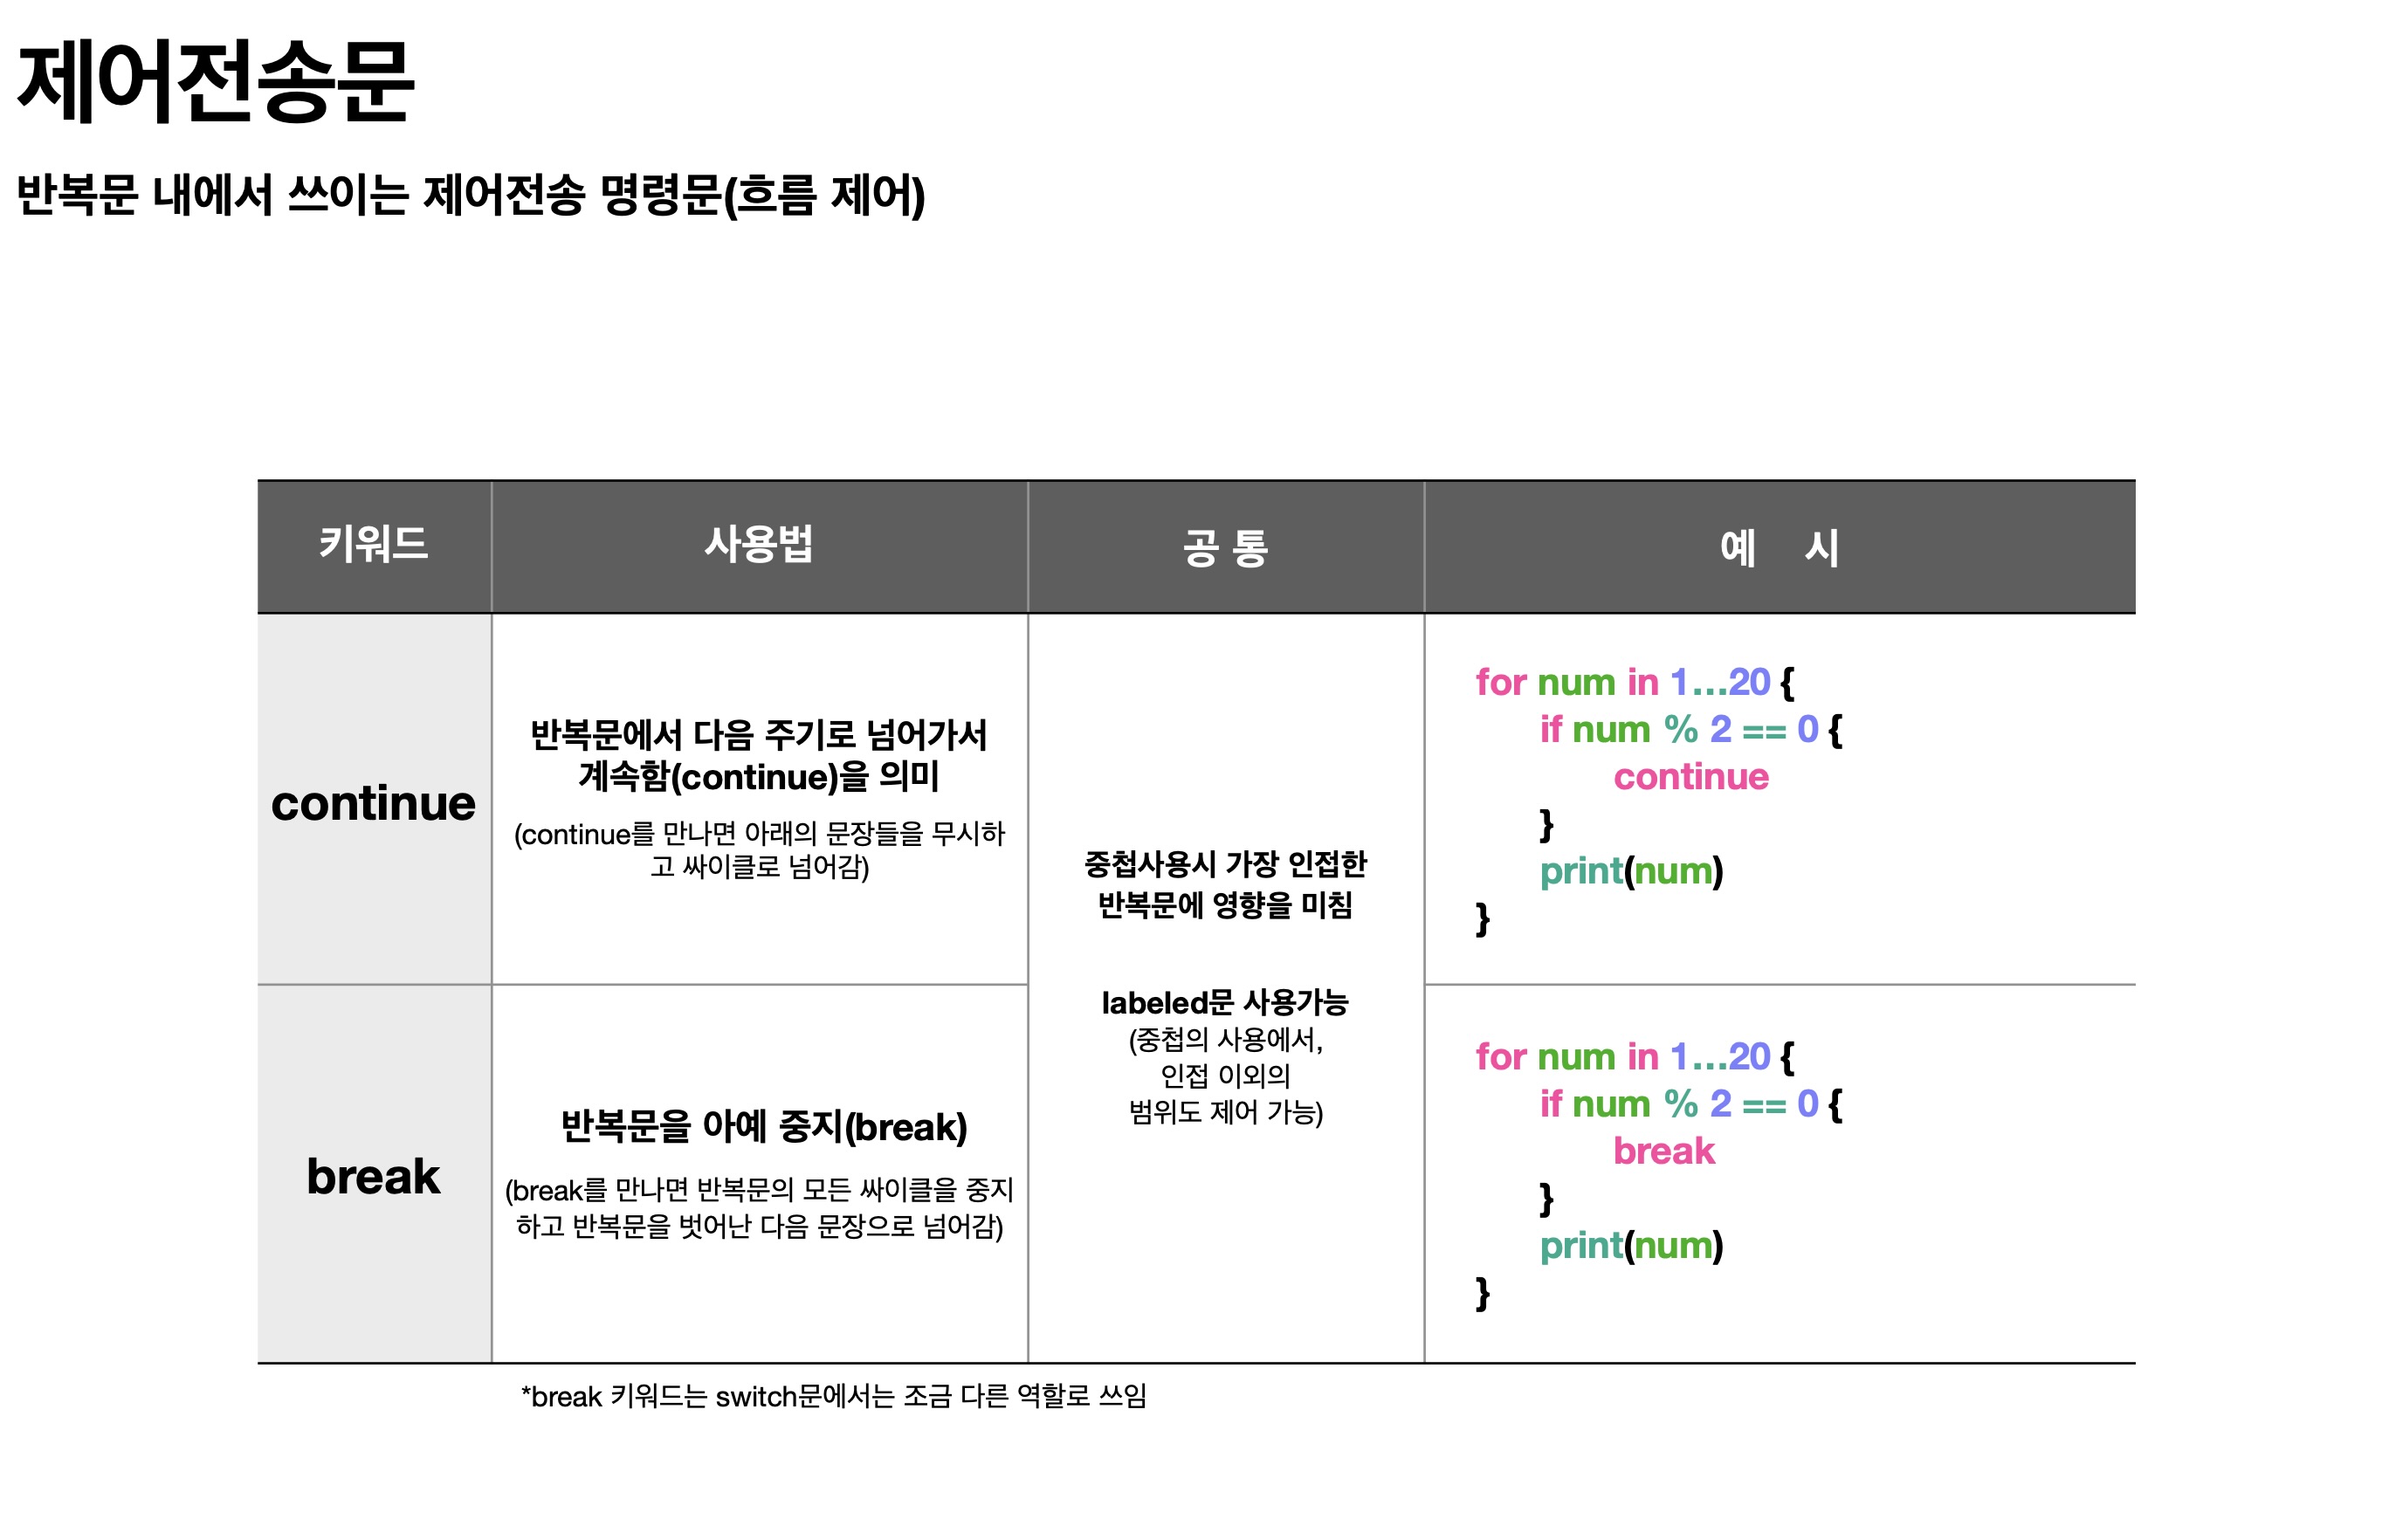 제어전송문
반복문 내에서 쓰이는 제어전송 명령문(흐름 제어)
키워드
사용법
공 통
예 시
continue
반복문에서 다음 주기로 넘어가서
계속함(continue)을 의미
(continue를 만나면 아래의 문장들을 무시하
고 싸이클로 넘어감)
중첩사용시 가장 인접한
반복문에 영향을 미침
labeled문 사용가능
(중첩의 사용에서,
인접 이외의
범위도 제어 가능)
for num in 1...20 {
if num % 2 == 0 {
continue
}
print(num)
}
break
반복문을 아예 중지(break)
(break를 만나면 반복문의 모든 싸이클을 중지
하고 반복문을 벗어난 다음 문장으로 넘어감)
for num in 1...20 {
if num % 2 == 0 {
break
}
print(num)
}
*break 키워드는 switch문에서는 조금 다른 역할로 쓰임